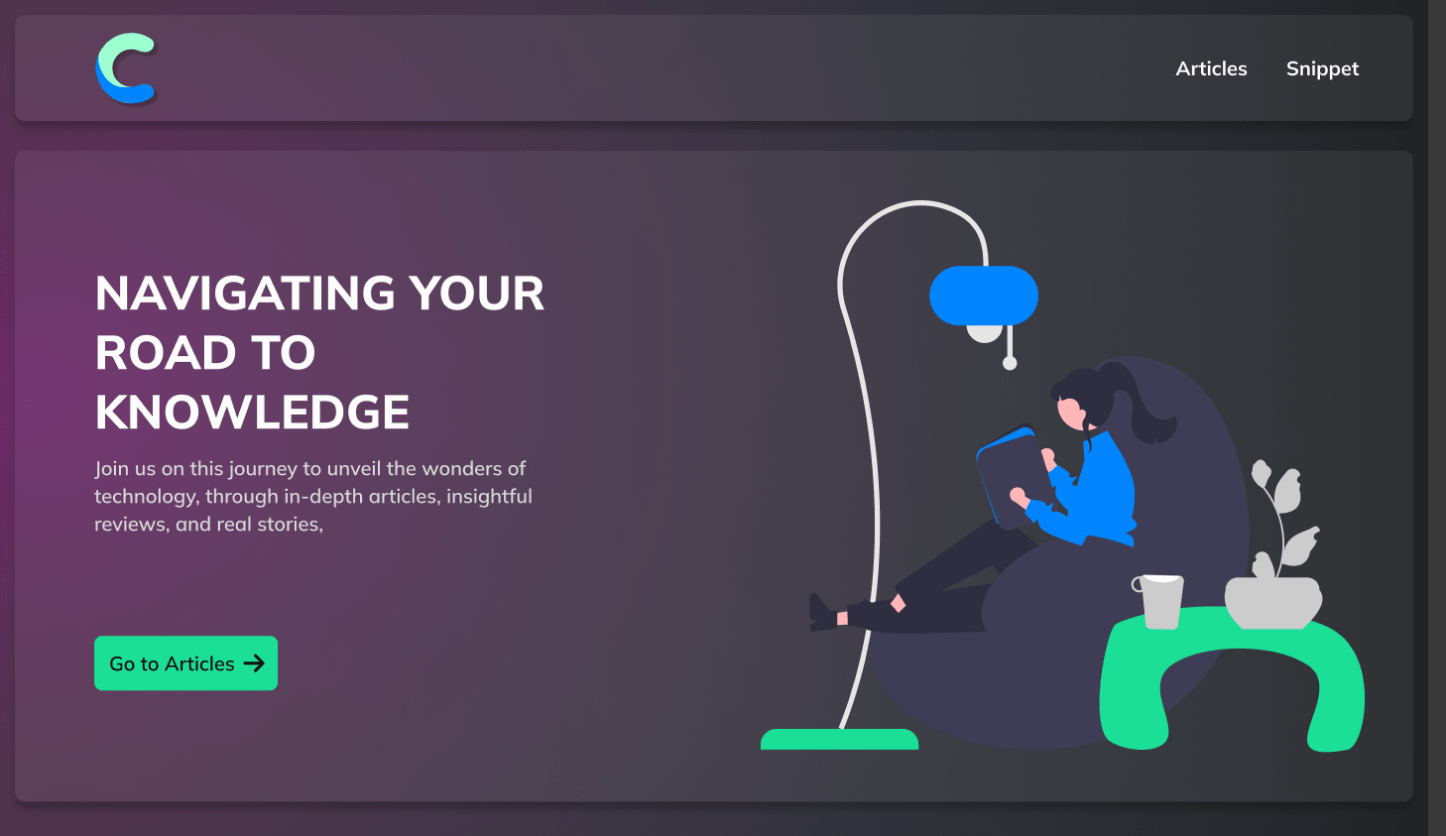 Articles Snippet
NAVIGATING YOUR
ROAD TO
KNOWLEDGE
Join us on this journey to unveil the wonders of
technology, through in-depth articles, insightful
reviews, and real stories,
Go to Articles